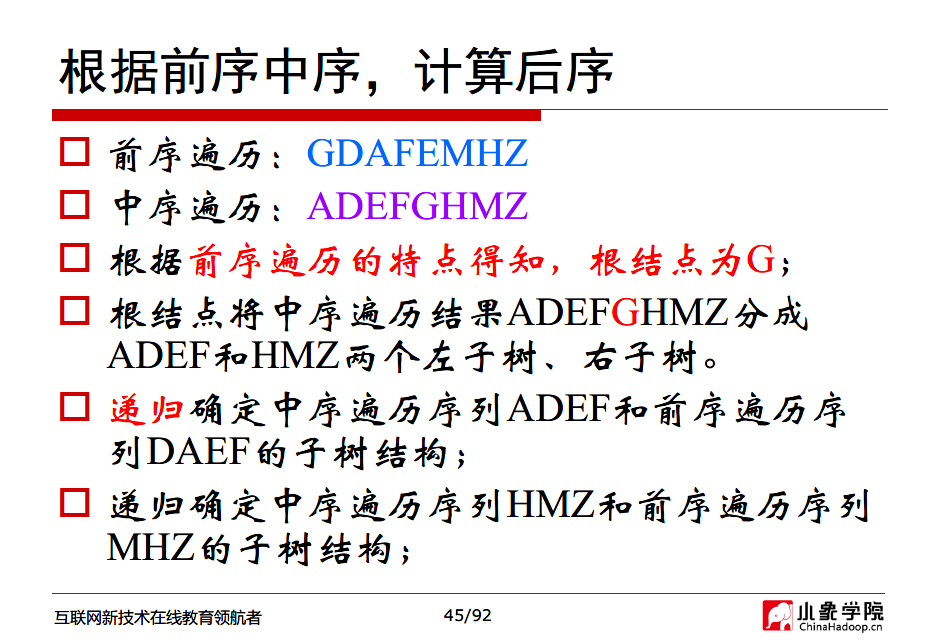 根据前序中序，计算后序
前序遍历：GDAFEMHZ
中序遍历：ADEFGHMZ
根据前序遍历的特点得知，根结点为G；
根结点将中序遍历结果ADEFGHMZ分成
ADEF和HMZ两个左子树、右子树。
递归确定中序遍历序列ADEF和前序遍历序
列DAEF的子树结构；
递归确定中序遍历序列HMZ和前序遍历序列
MHZ的子树结构；
互联网新技术在线教育领航者
45/92
小象学院
ChinaHadoop.cn